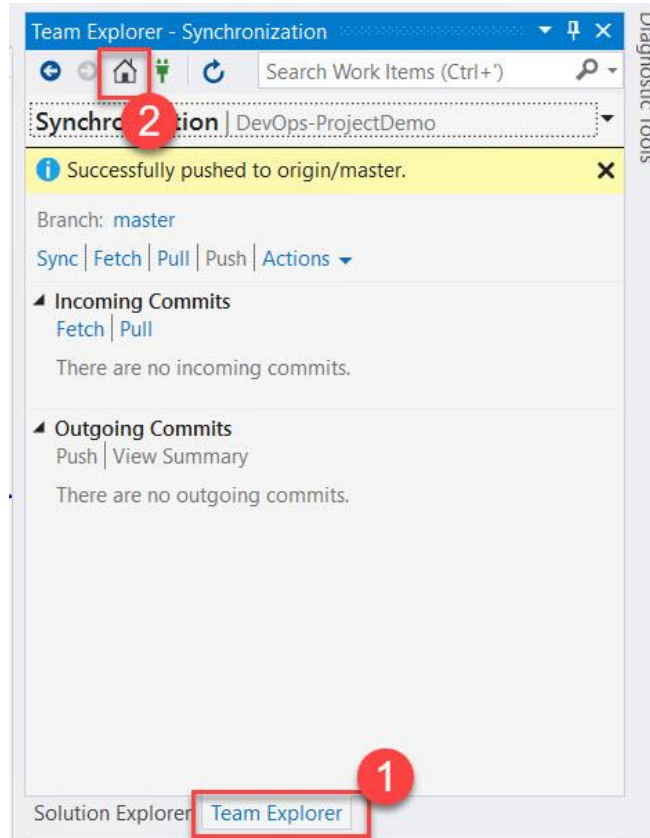 Team Explorer - Synchronization
Search Work Items (Ctrl+')
2
Synchr tion | DevOps-ProjectDemo
Successfully pushed to origin/master.
Branch: master
Sync | Fetch | Pull | Push | Actions
Incoming Commits
Fetch | Pull
There are no incoming commits.
Outgoing Commits
Push | View Summary
There are no outgoing commits.
1
Solution Explorer Team Explorer
Diagnostic Tools